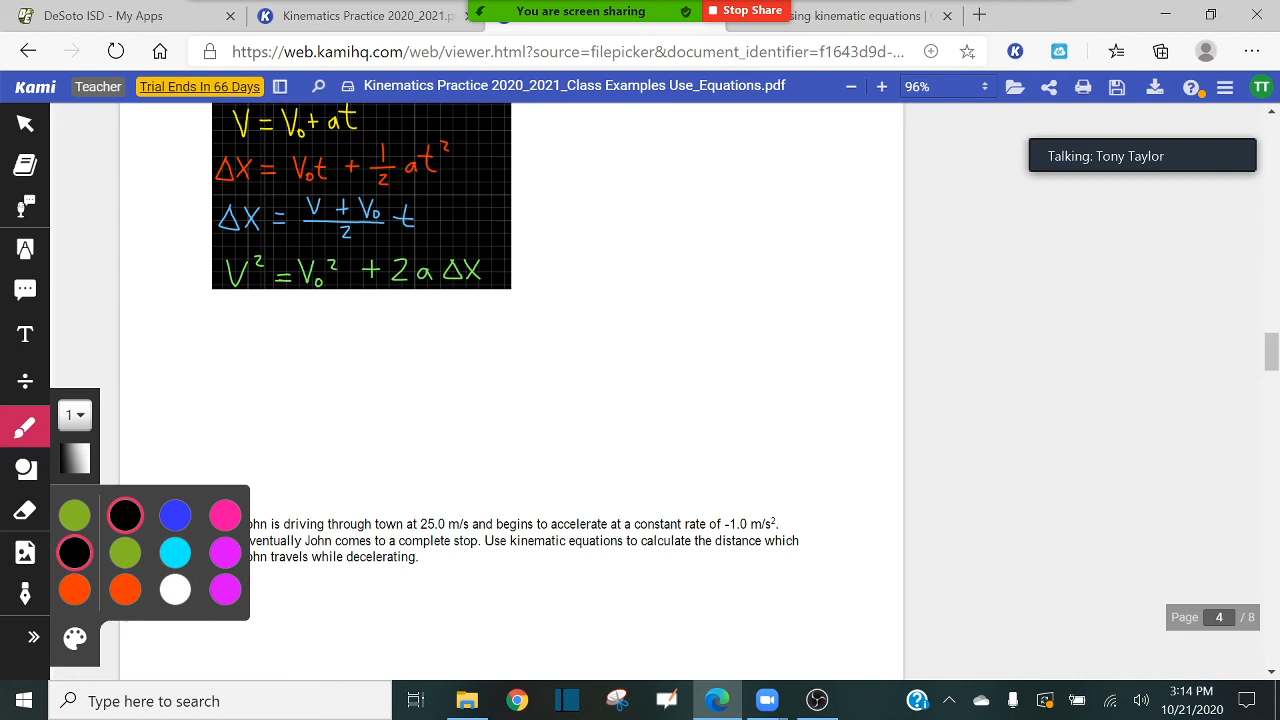 DeSoto ISD - My Apps
Kinematics Practice 2020_2021.p
You are screen sharing
Stop Share
sing kinematic equations |
https://web.kamihq.com/web/viewer.html?source=filepicker&document_identifier=f1643d9d-...
Kami
Teacher
Trial Ends In 66 Days
Kinematics Practice 2020_2021_Class Examples Use_Equations.pdf
96%
TT
V = V₀ + at
ΔX = V₀t + 1/2 at²
ΔX = (V + V₀)/2 t
V² = V₀² + 2a ΔX
Talking: Tony Taylor
1
ohn is driving through town at 25.0 m/s and begins to accelerate at a constant rate of -1.0 m/s².
ventually John comes to a complete stop. Use kinematic equations to calculate the distance which
ohn travels while decelerating.
Page 4 / 8
Type here to search
3:14 PM
10/21/2020